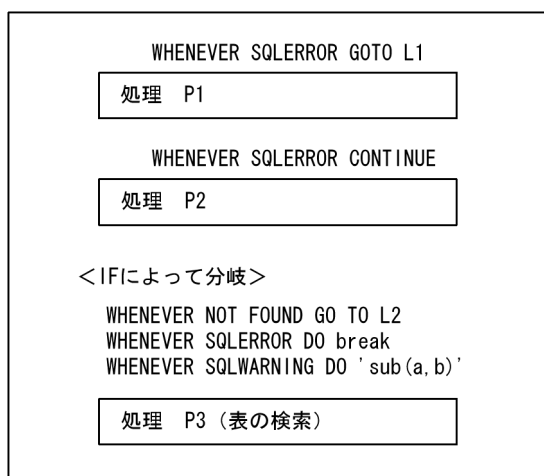 WHENEVER SQLERROR GOTO L1
処理 P1
WHENEVER SQLERROR CONTINUE
処理 P2
＜IFによって分岐＞
WHENEVER NOT FOUND GO TO L2
WHENEVER SQLERROR DO break
WHENEVER SQLWARNING DO 'sub(a,b)'
処理 P3（表の検索）